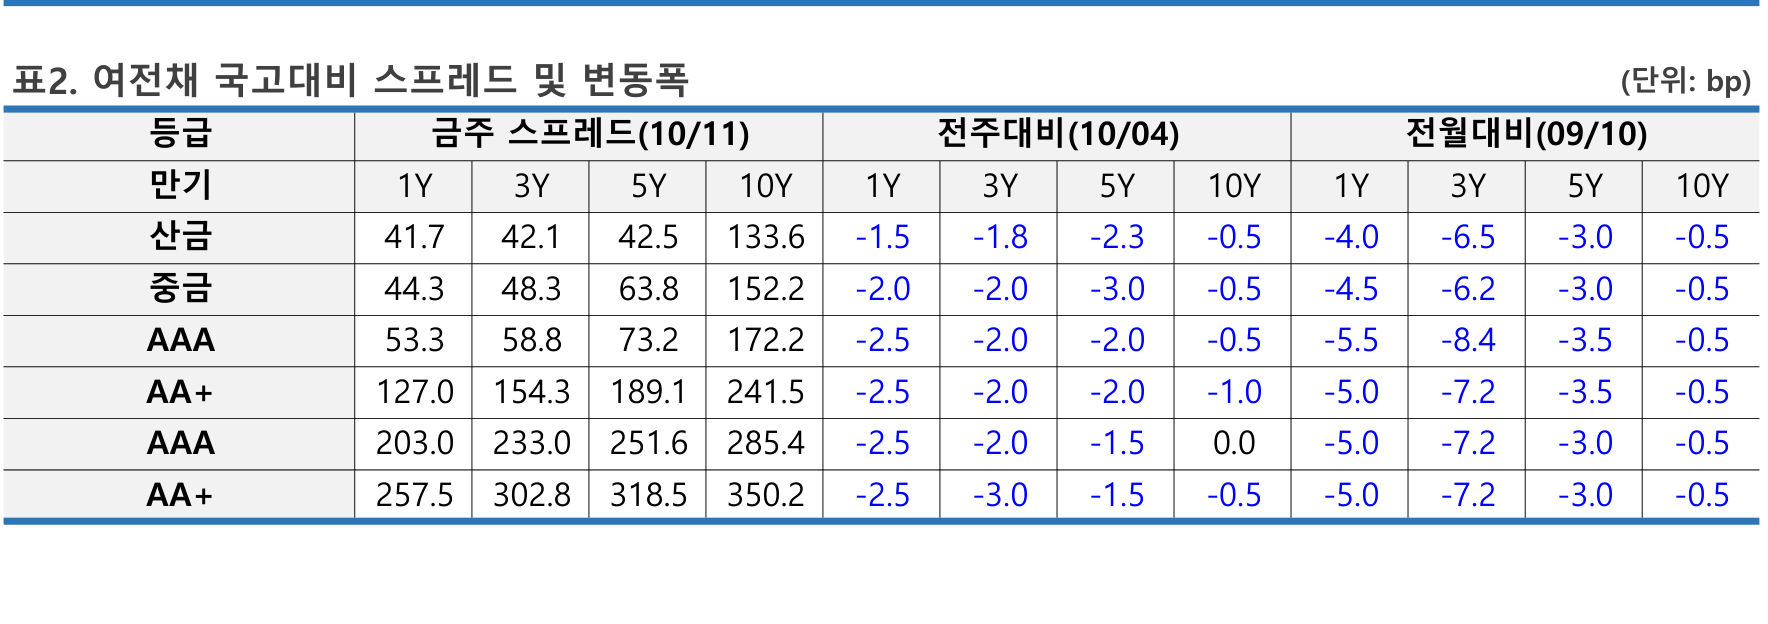 표2. 여전채 국고대비 스프레드 및 변동폭 (단위: bp)
등급 금주 스프레드(10/11) 전주대비(10/04) 전월대비(09/10)
만기 1Y 3Y 5Y 10Y 1Y 3Y 5Y 10Y 1Y 3Y 5Y 10Y
산금 41.7 42.1 42.5 133.6 -1.5 -1.8 -2.3 -0.5 -4.0 -6.5 -3.0 -0.5
중금 44.3 48.3 63.8 152.2 -2.0 -2.0 -3.0 -0.5 -4.5 -6.2 -3.0 -0.5
AAA 53.3 58.8 73.2 172.2 -2.5 -2.0 -2.0 -0.5 -5.5 -8.4 -3.5 -0.5
AA+ 127.0 154.3 189.1 241.5 -2.5 -2.0 -2.0 -1.0 -5.0 -7.2 -3.5 -0.5
AAA 203.0 233.0 251.6 285.4 -2.5 -2.0 -1.5 0.0 -5.0 -7.2 -3.0 -0.5
AA+ 257.5 302.8 318.5 350.2 -2.5 -3.0 -1.5 -0.5 -5.0 -7.2 -3.0 -0.5